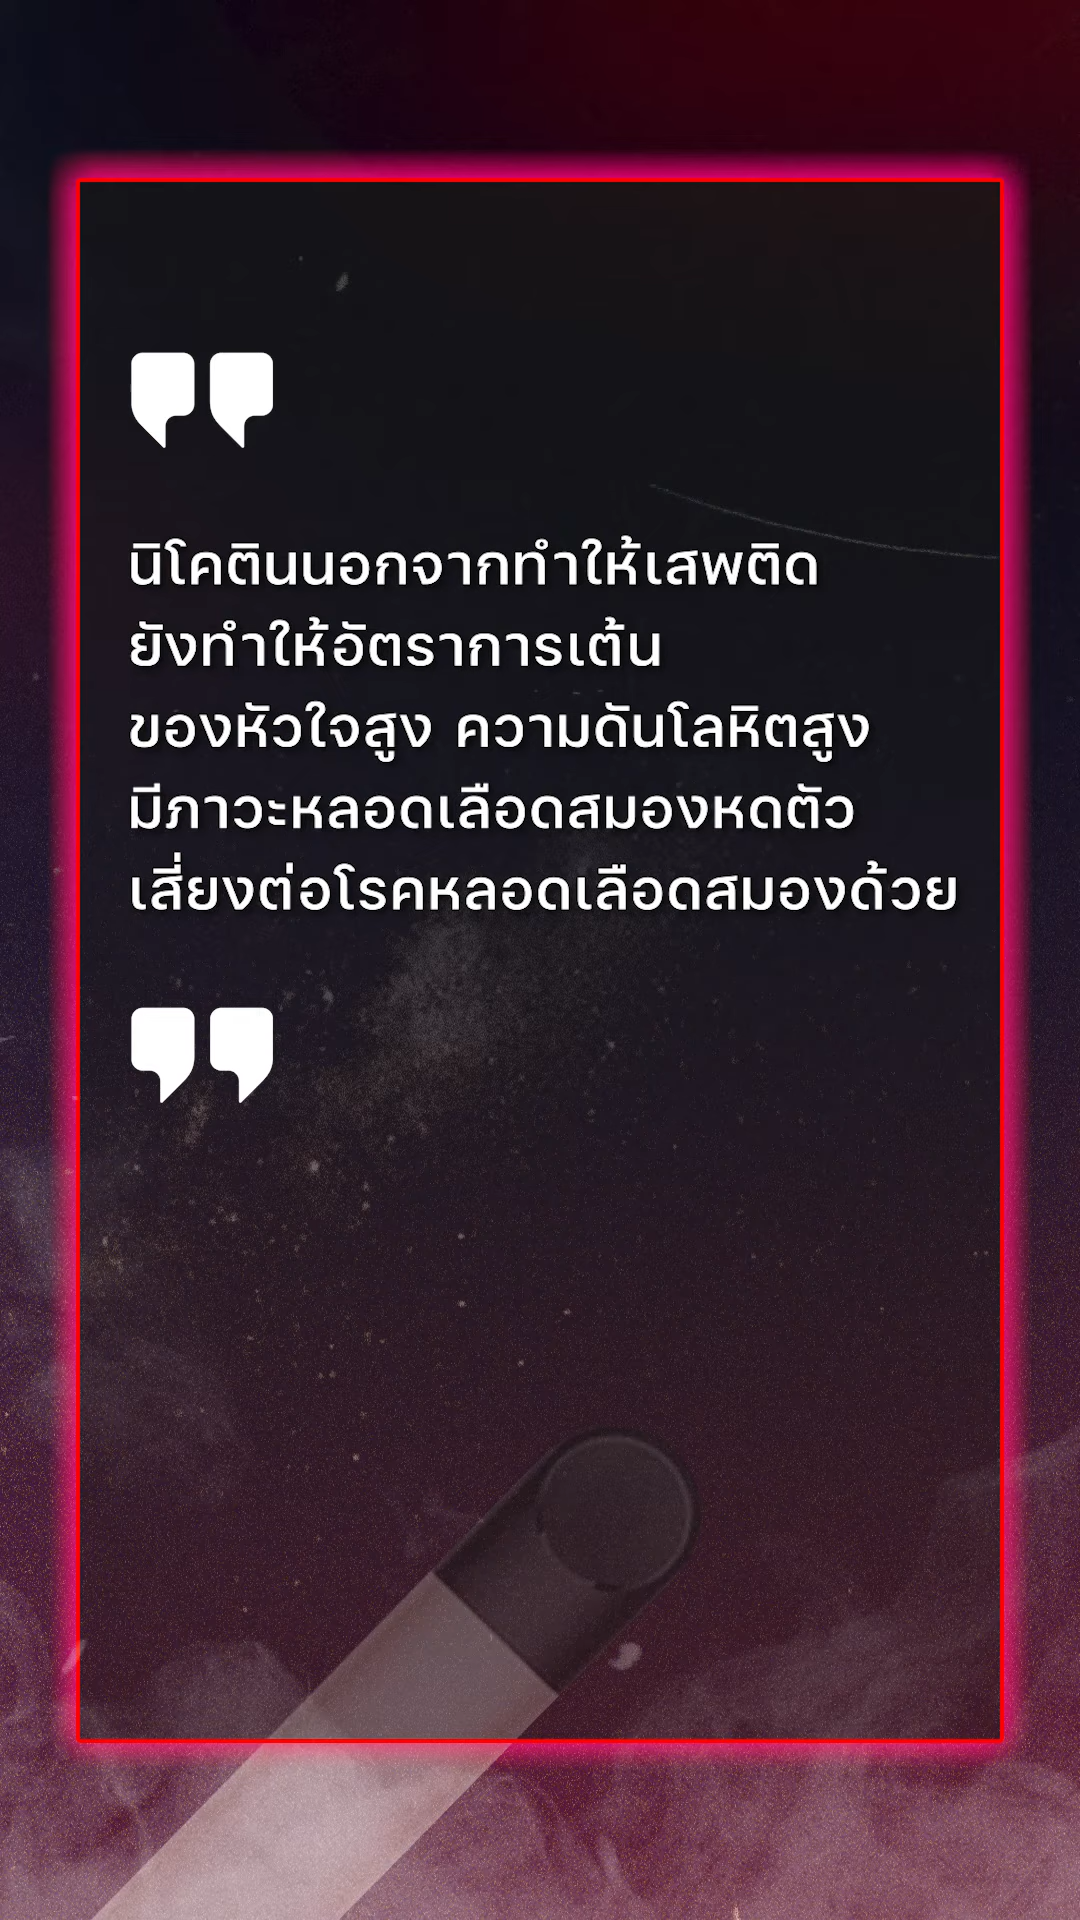 นิโคตินนอกจากทำให้เสพติด
ยังทำให้อัตราการเต้น
ของหัวใจสูง ความดันโลหิตสูง
มีภาวะหลอดเลือดสมองหดตัว
เสี่ยงต่อโรคหลอดเลือดสมองด้วย